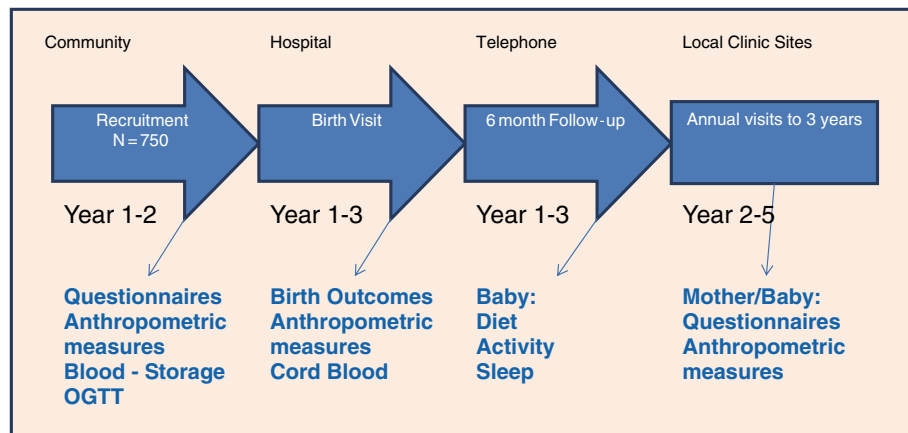 Community
Hospital
Telephone
Local Clinic Sites
Recruitment
N = 750
Birth Visit
6 month Follow-up
Annual visits to 3 years
Year 1-2
Year 1-3
Year 1-3
Year 2-5
Questionnaires
Anthropometric
measures
Blood - Storage
OGTT
Birth Outcomes
Anthropometric
measures
Cord Blood
Baby:
Diet
Activity
Sleep
Mother/Baby:
Questionnaires
Anthropometric
measures